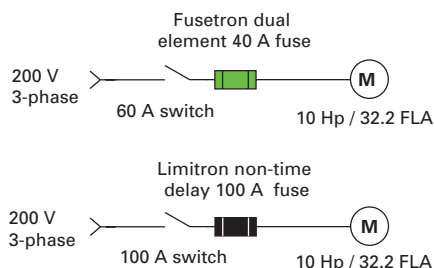 Fusetron dual
element 40 A fuse
200 V
3-phase
60 A switch
M
10 Hp / 32.2 FLA
Limitron non-time
delay 100 A fuse
200 V
3-phase
100 A switch
M
10 Hp / 32.2 FLA